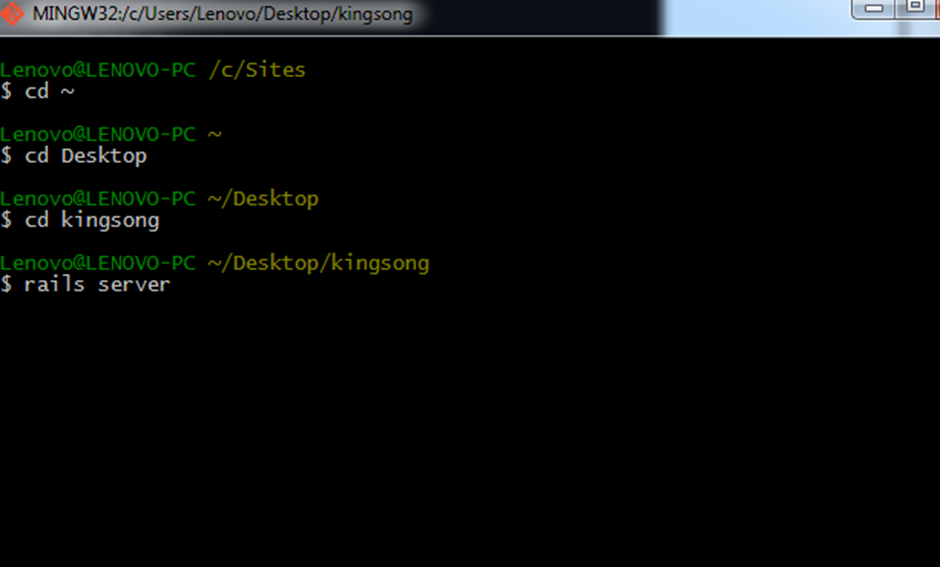 MINGW32:/c/Users/Lenovo/Desktop/kingsong
Lenovo@LENOVO-PC /c/Sites
$ cd ~
Lenovo@LENOVO-PC ~
$ cd Desktop
Lenovo@LENOVO-PC ~/Desktop
$ cd kingsong
Lenovo@LENOVO-PC ~/Desktop/kingsong
$ rails server